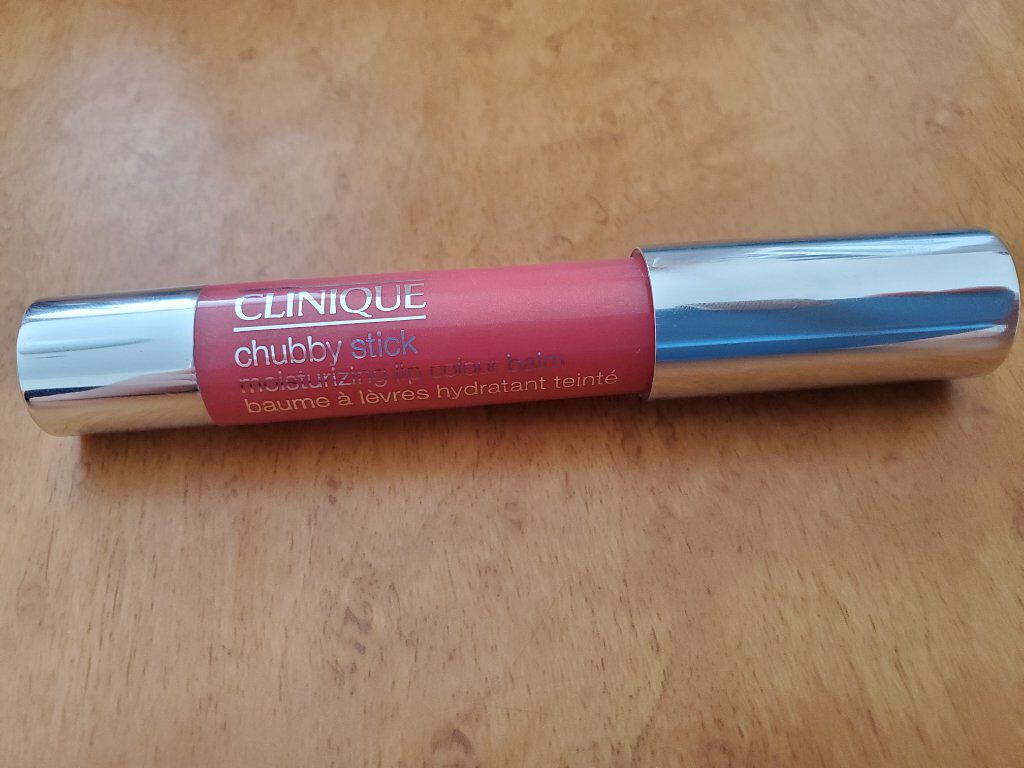 CLINIQUE
chubby stick
moisturizing lip colour balm
baume à lèvres hydratant teinté